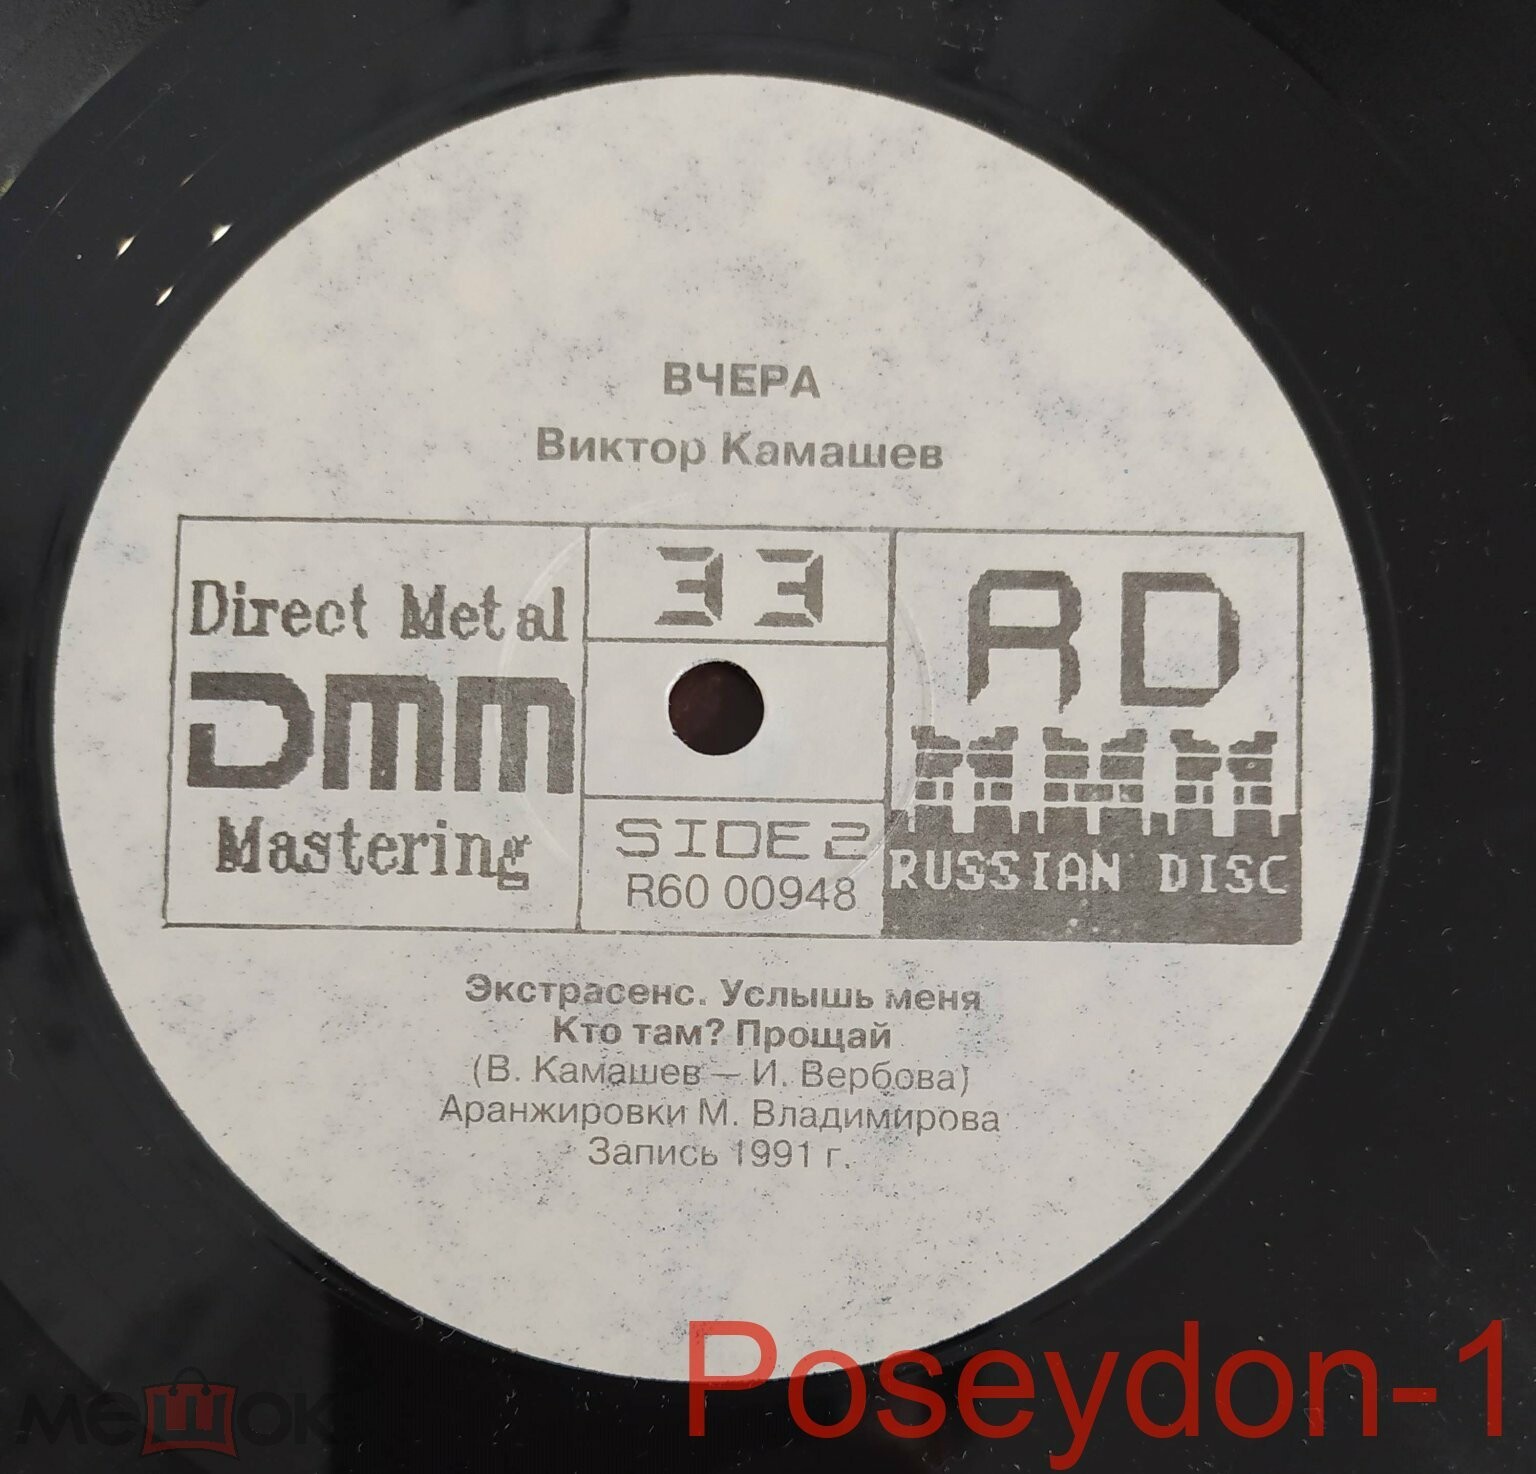 ВЧЕРА
Виктор Камашев
Direct Metal
DMM
Mastering
33
SIDE 2
R60 00948
RD
RUSSIAN DISC
Экстрасенс. Услышь меня
Кто там? Прощай
(В. Камашев — И. Вербова)
Аранжировки М. Владимирова
Запись 1991 г.
Poseydon-1
мешок